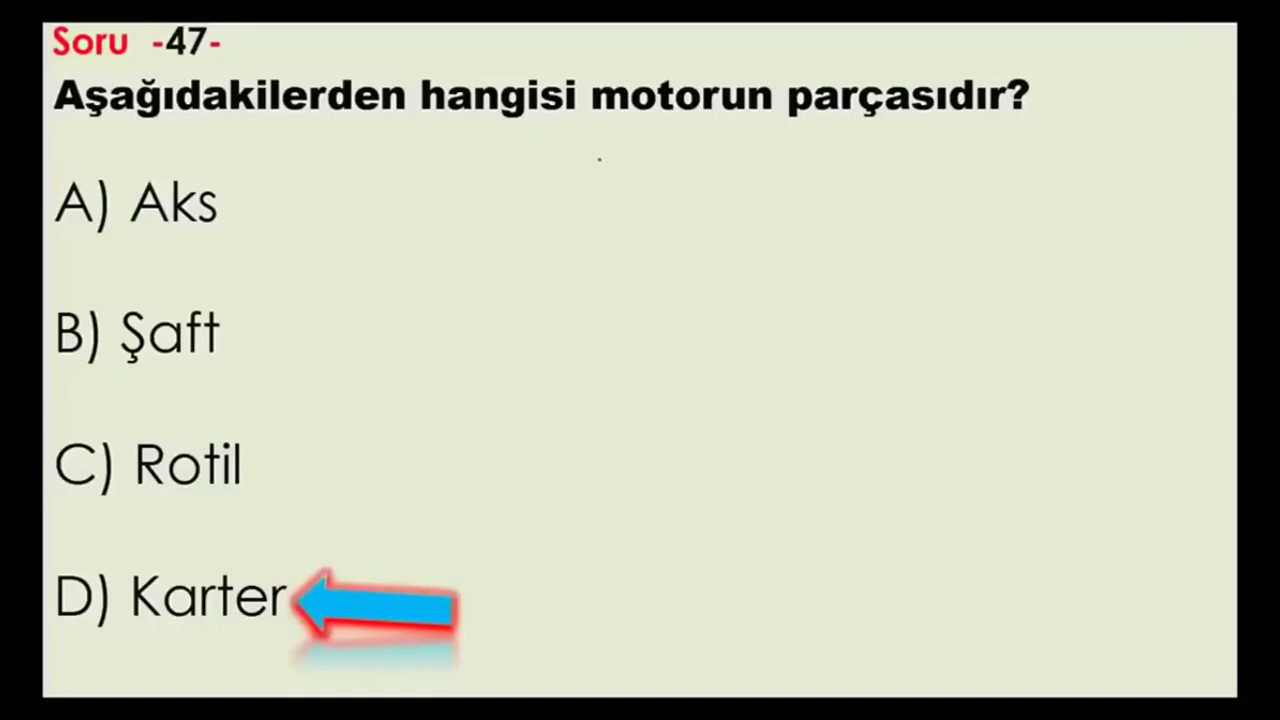 Soru -47-
Aşağıdakilerden hangisi motorun parçasıdır?
A) Aks
B) Şaft
C) Rotil
D) Karter